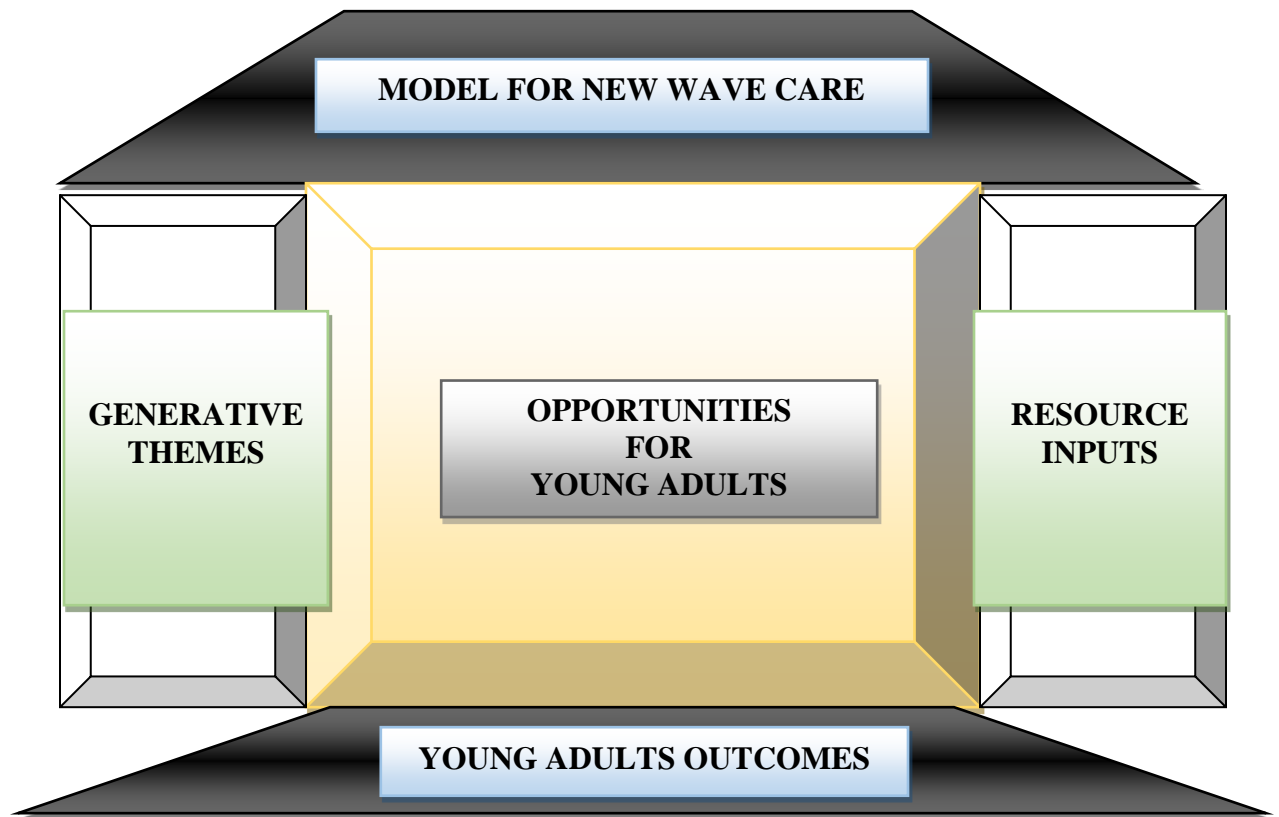 MODEL FOR NEW WAVE CARE
GENERATIVE
THEMES
OPPORTUNITIES
FOR
YOUNG ADULTS
RESOURCE
INPUTS
YOUNG ADULTS OUTCOMES